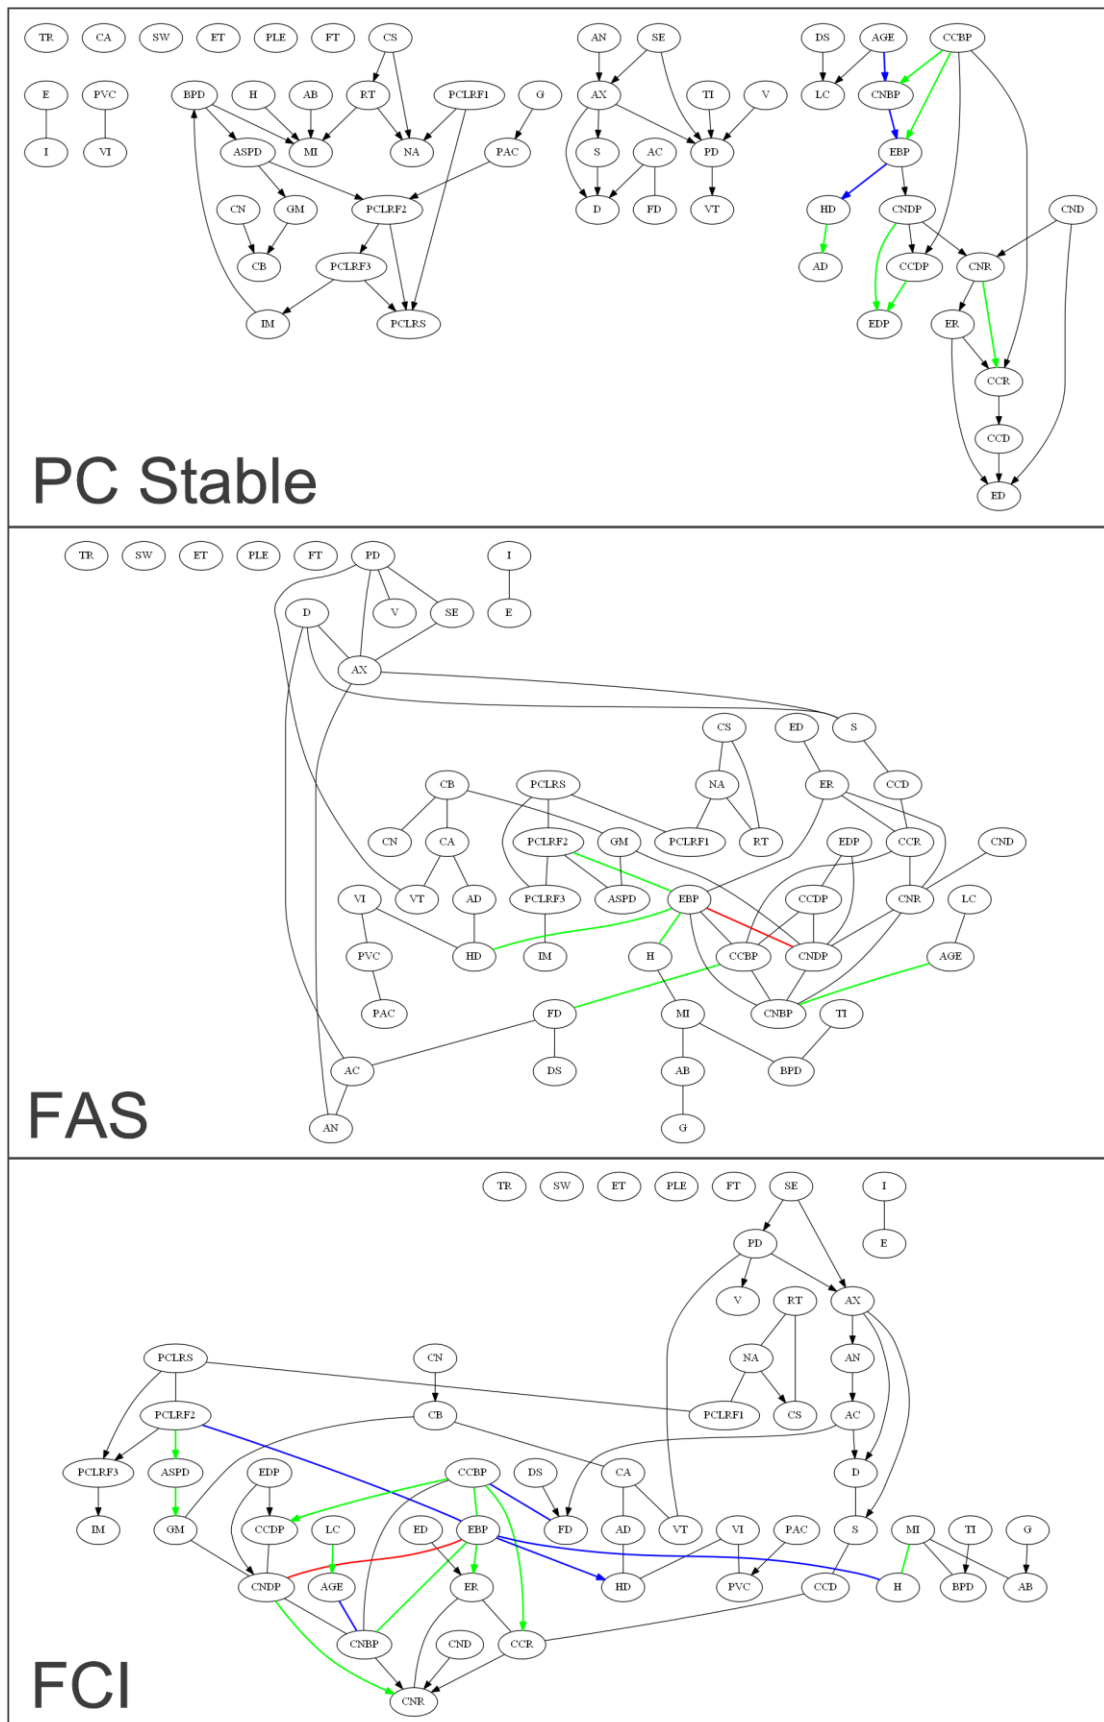 TR CA SW ET PLE FT CS AN SE DS AGE CCBP
E PVC BPD H AB RT PCLRF1 G AX TI V LC CNBP
I VI ASPD MI NA PAC S AC PD EBP
CN GM PCLRF2 D FD VT HD CNDP CND
CB PCLRF3 AD CCDP CNR
IM PCLRS EDP ER
CCR
CCD
PC Stable
ED
TR SW ET PLE FT PD I
D V SE E
AX
CS ED S
CB PCLRS NA ER CCD
CN CA PCLRF2 GM PCLRF1 RT EDP CCR CND
VI VT AD PCLRF3 ASPD EBP CCDP CNR LC
PVC HD IM H CCBP CNDP AGE
PAC FD MI CNBP TI
AC DS AB BPD
FAS
AN G
TR SW ET PLE FT SE I
PD E
V RT AX
PCLRS CN NA AN
PCLRF2 CB PCLRF1 CS AC
PCLRF3 ASPD EDP CCBP DS CA D
IM GM CCDP LC ED EBP FD AD VT VI PAC S MI TI G
CNDP AGE ER HD PVC CCD H BPD AB
CNBP CND CCR
FCI
CNR